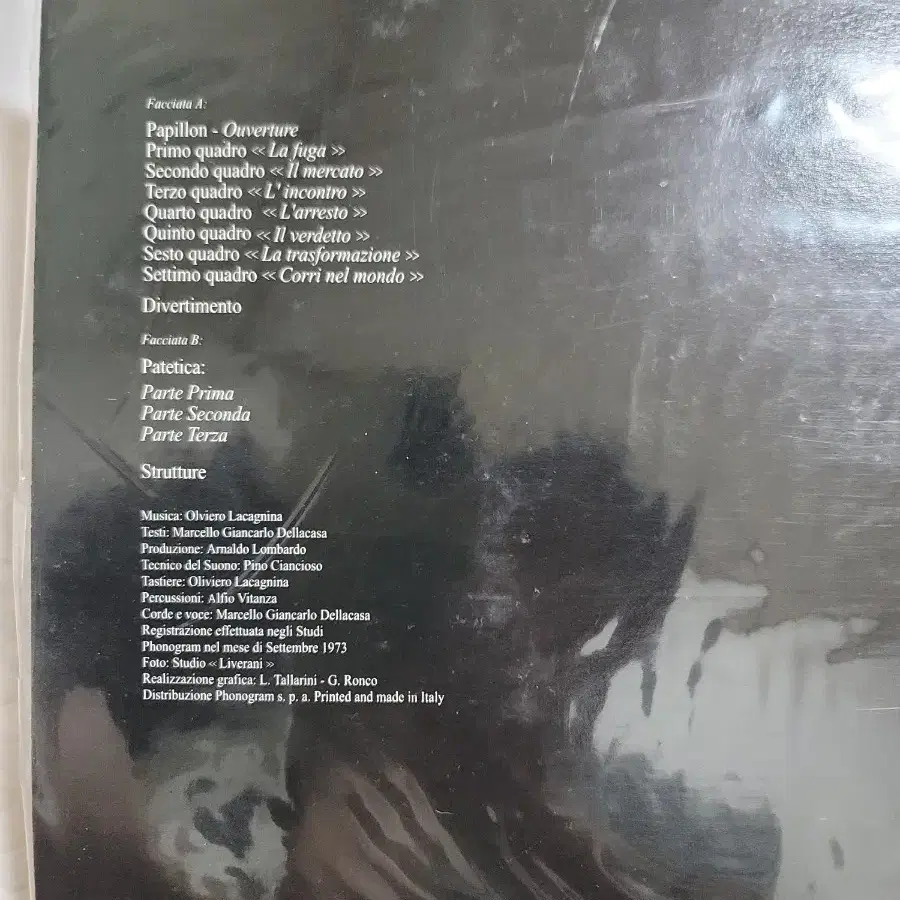 Facciata A:
Papillon - Ouverture
Primo quadro « La fuga »
Secondo quadro « Il mercato »
Terzo quadro « L' incontro »
Quarto quadro « L'arresto »
Quinto quadro « Il verdetto »
Sesto quadro « La trasformazione »
Settimo quadro « Corri nel mondo »
Divertimento
Facciata B:
Patetica:
Parte Prima
Parte Seconda
Parte Terza
Strutture
Musica: Olviero Lacagnina
Testi: Marcello Giancarlo Dellacasa
Produzione: Arnaldo Lombardo
Tecnico del Suono: Pino Ciancioso
Tastiere: Oliviero Lacagnina
Percussioni: Alfio Vitanza
Corde e voce: Marcello Giancarlo Dellacasa
Registrazione effettuata negli Studi
Phonogram nel mese di Settembre 1973
Foto: Studio « Liverani »
Realizzazione grafica: L. Tallarini - G. Ronco
Distribuzione Phonogram s. p. a. Printed and made in Italy